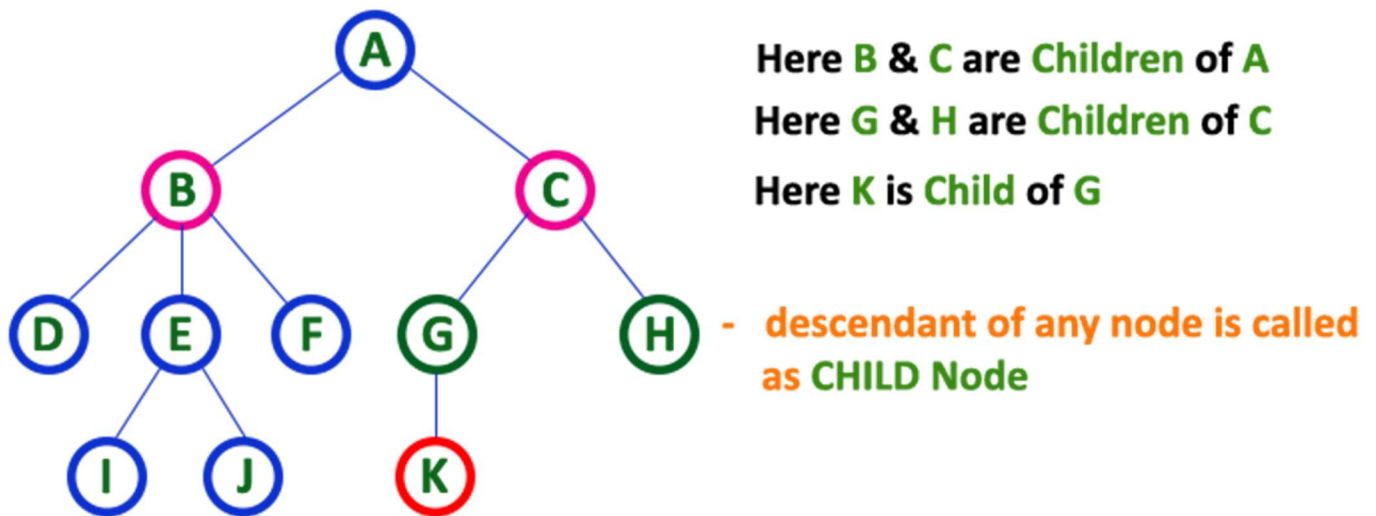 A
Here B & C are Children of A
Here G & H are Children of C
B C
Here K is Child of G
D E F G H
- descendant of any node is called
as CHILD Node
I J K